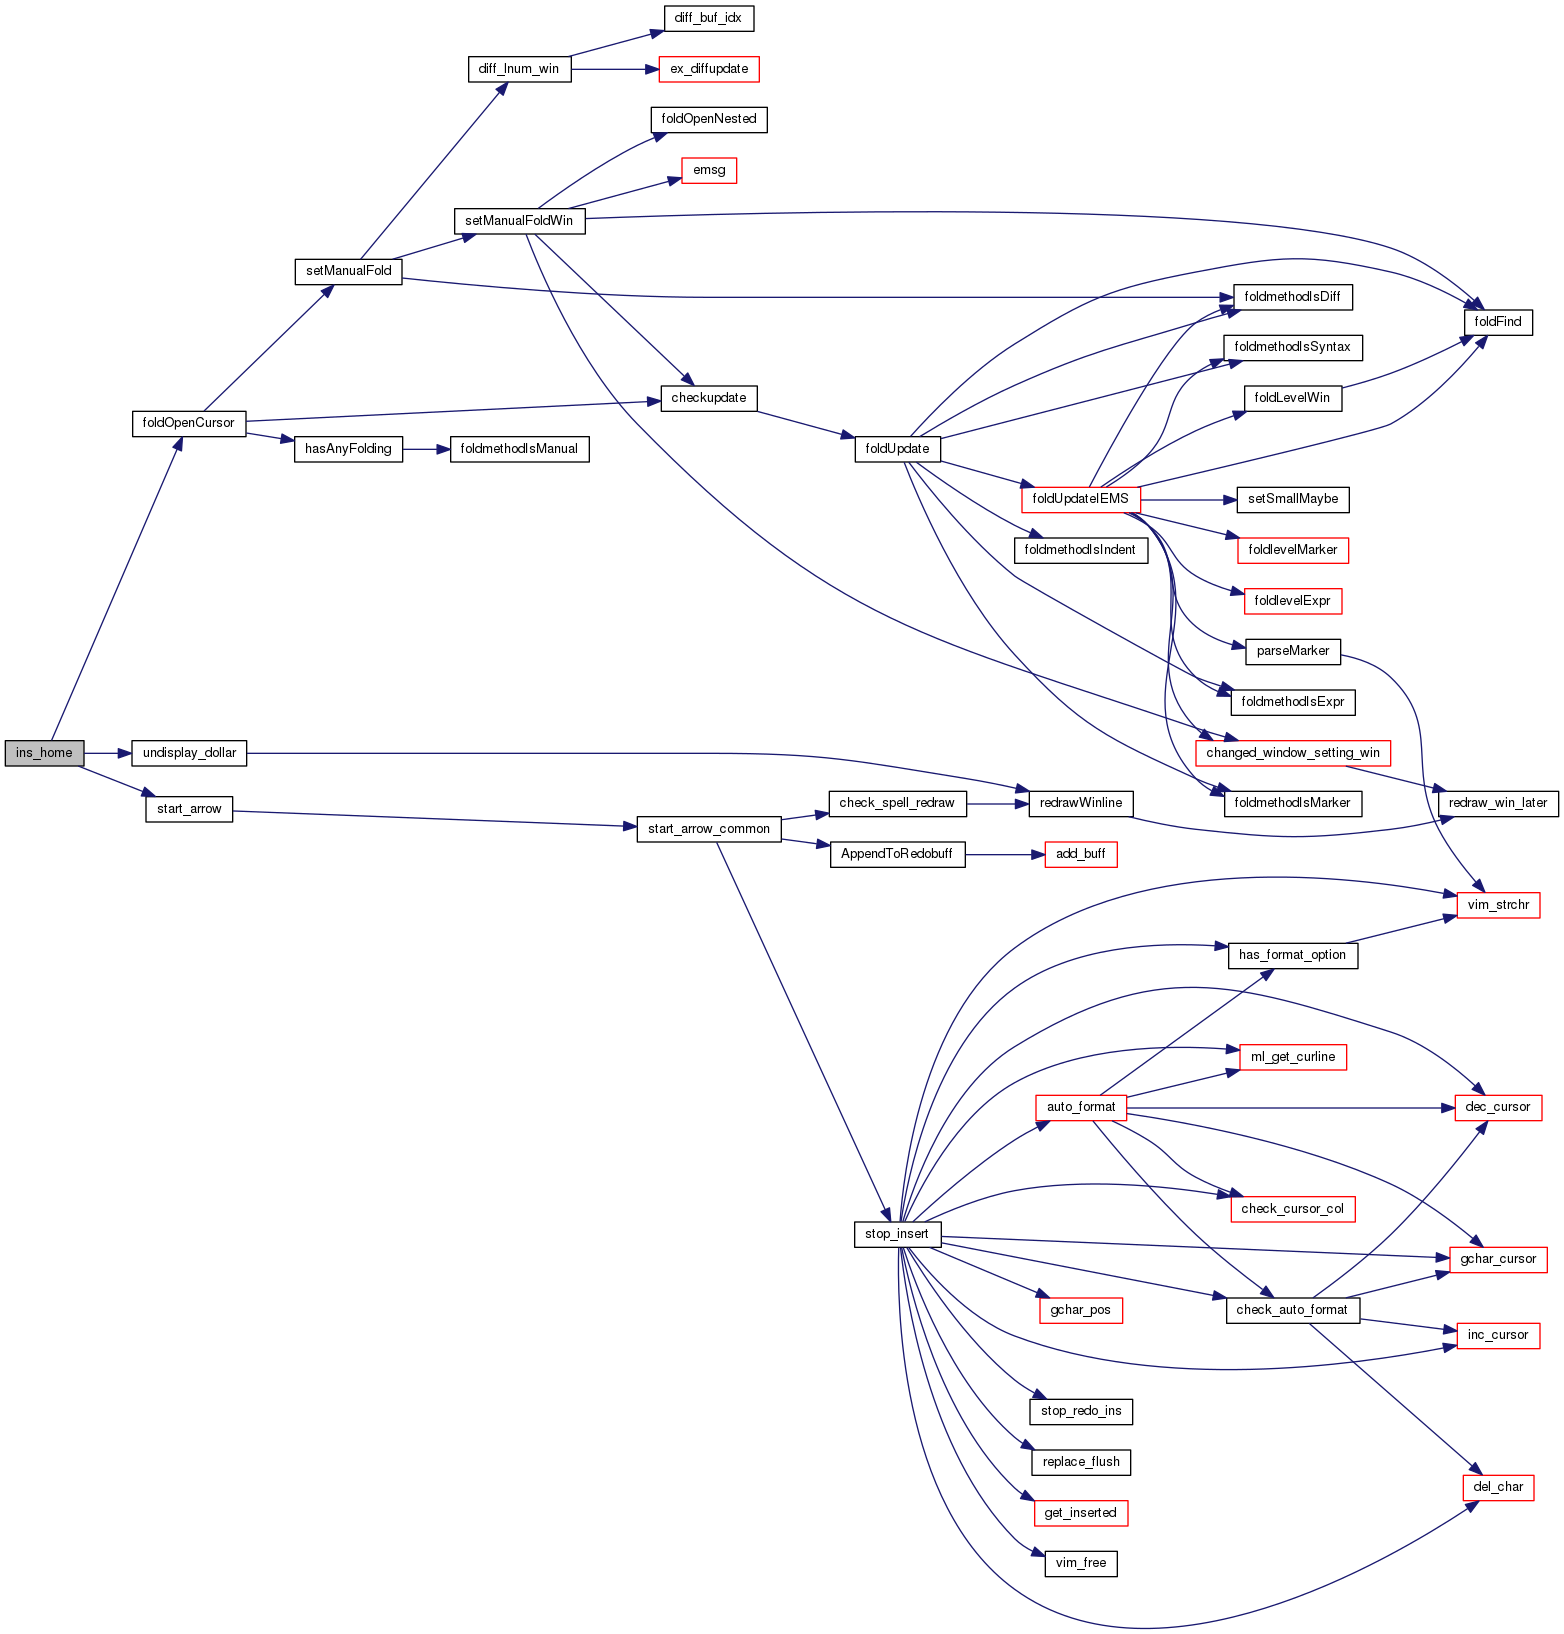 diff_buf_idx
diff_lnum_win
ex_diffupdate
foldOpenNested
emsg
setManualFoldWin
setManualFold
foldmethodIsDiff
foldFind
foldmethodIsSyntax
checkupdate
foldLevelWin
foldOpenCursor
hasAnyFolding
foldmethodIsManual
foldUpdate
foldUpdateIEMS
setSmallMaybe
foldmethodIsIndent
foldlevelMarker
foldlevelExpr
parseMarker
foldmethodIsExpr
ins_home
undisplay_dollar
changed_window_setting_win
start_arrow
check_spell_redraw
redrawWinline
foldmethodIsMarker
redraw_win_later
start_arrow_common
AppendToRedobuff
add_buff
vim_strchr
has_format_option
ml_get_curline
auto_format
dec_cursor
check_cursor_col
stop_insert
gchar_cursor
gchar_pos
check_auto_format
inc_cursor
stop_redo_ins
replace_flush
del_char
get_inserted
vim_free